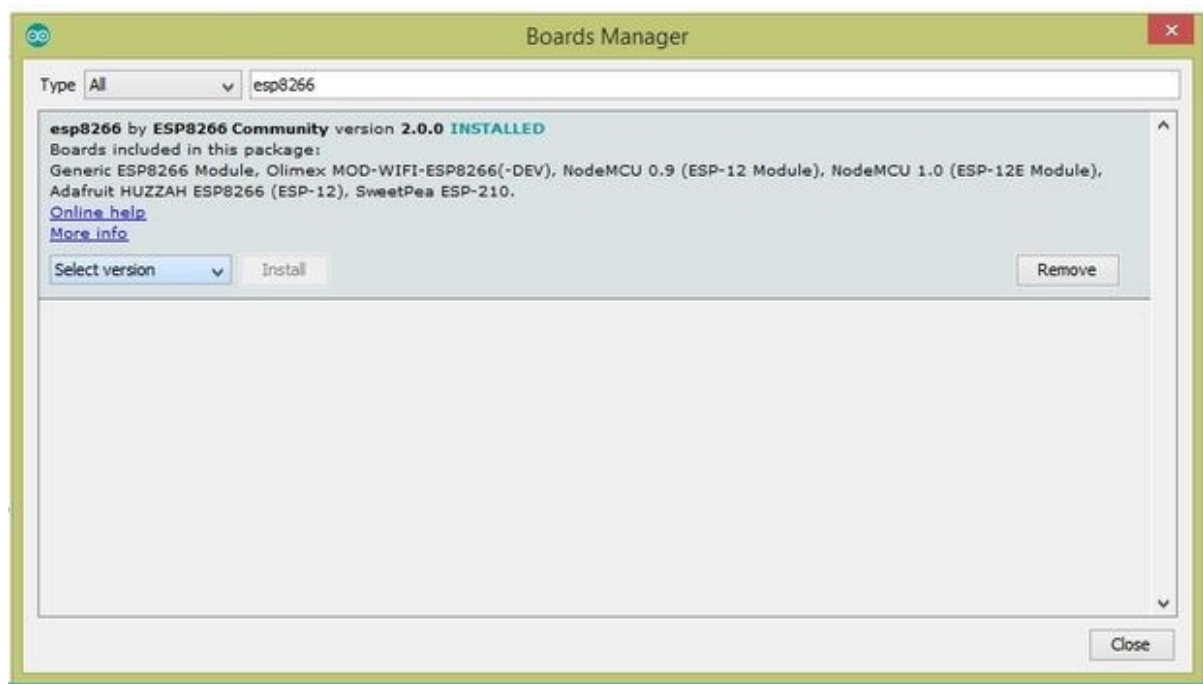 Boards Manager
Type All esp8266
esp8266 by ESP8266 Community version 2.0.0 INSTALLED
Boards included in this package:
Generic ESP8266 Module, Olimex MOD-WIFI-ESP8266(-DEV), NodeMCU 0.9 (ESP-12 Module), NodeMCU 1.0 (ESP-12E Module),
Adafruit HUZZAH ESP8266 (ESP-12), SweetPea ESP-210.
Online help
More info
Select version Install Remove
Close